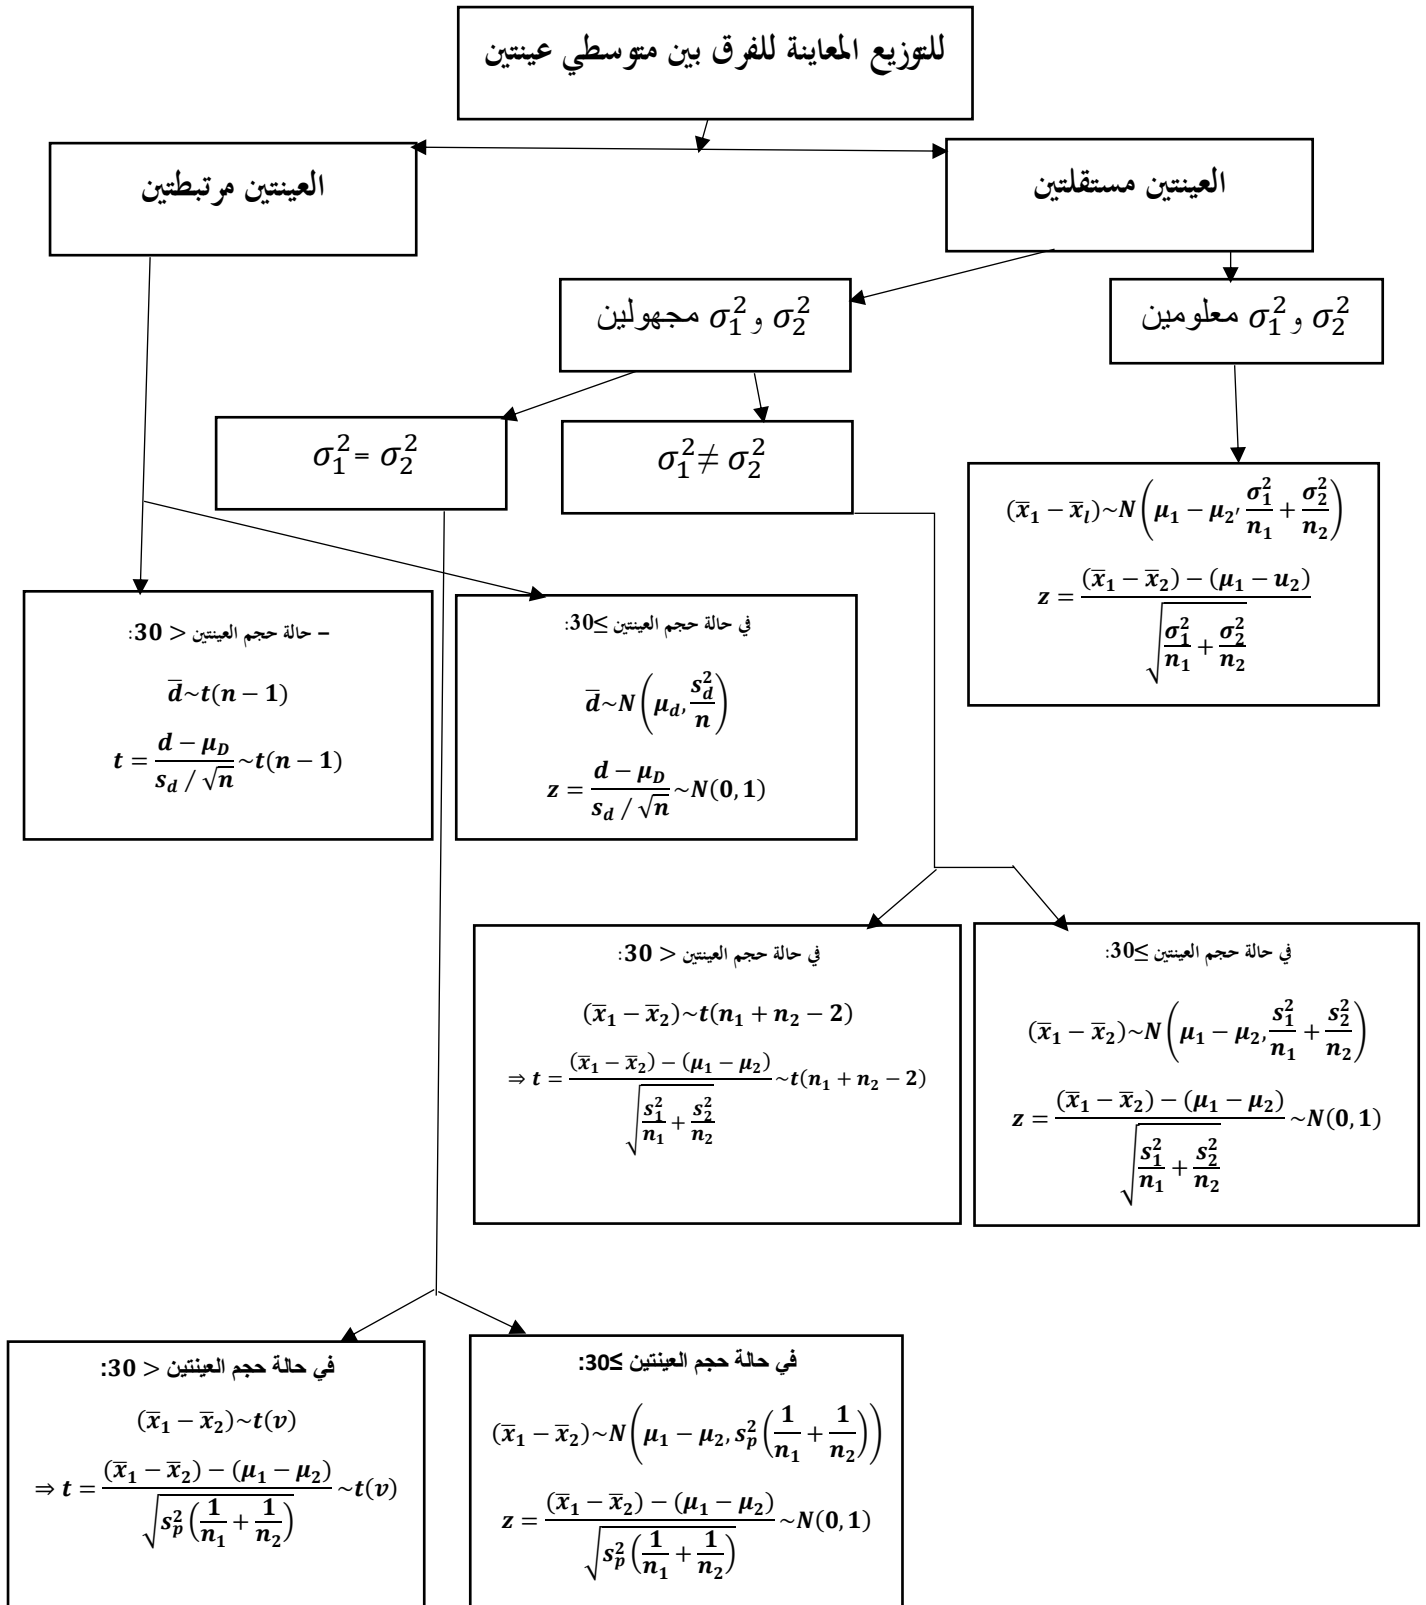 للتوزيع المعاينة للفرق بين متوسطي عينتين
العينتين مستقلتين
العينتين مرتبطتين
σ₁² و σ₂² معلومين
σ₁² و σ₂² مجهولين
σ₁² ≠ σ₂²
σ₁² = σ₂²
(x̄₁ − x̄ₗ)~N(μ₁ − μ₂′ σ₁²/n₁ + σ₂²/n₂)
z = ((x̄₁ − x̄₂) − (μ₁ − u₂)) / √(σ₁²/n₁ + σ₂²/n₂)
في حالة حجم العينتين ≥30:
d̄~N(μ_d, s_d²/n)
z = (d − μ_D)/(s_d / √n) ~N(0, 1)
– حالة حجم العينتين < 30:
d̄~t(n − 1)
t = (d − μ_D)/(s_d / √n) ~t(n − 1)
في حالة حجم العينتين ≥30:
(x̄₁ − x̄₂)~N(μ₁ − μ₂, s₁²/n₁ + s₂²/n₂)
z = ((x̄₁ − x̄₂) − (μ₁ − μ₂)) / √(s₁²/n₁ + s₂²/n₂) ~N(0, 1)
في حالة حجم العينتين < 30:
(x̄₁ − x̄₂)~t(n₁ + n₂ − 2)
⇒ t = ((x̄₁ − x̄₂) − (μ₁ − μ₂)) / √(s₁²/n₁ + s₂²/n₂) ~t(n₁ + n₂ − 2)
في حالة حجم العينتين ≥30:
(x̄₁ − x̄₂)~N(μ₁ − μ₂, s_p²(1/n₁ + 1/n₂))
z = ((x̄₁ − x̄₂) − (μ₁ − μ₂)) / √(s_p²(1/n₁ + 1/n₂)) ~N(0, 1)
في حالة حجم العينتين < 30:
(x̄₁ − x̄₂)~t(v)
⇒ t = ((x̄₁ − x̄₂) − (μ₁ − μ₂)) / √(s_p²(1/n₁ + 1/n₂)) ~t(v)